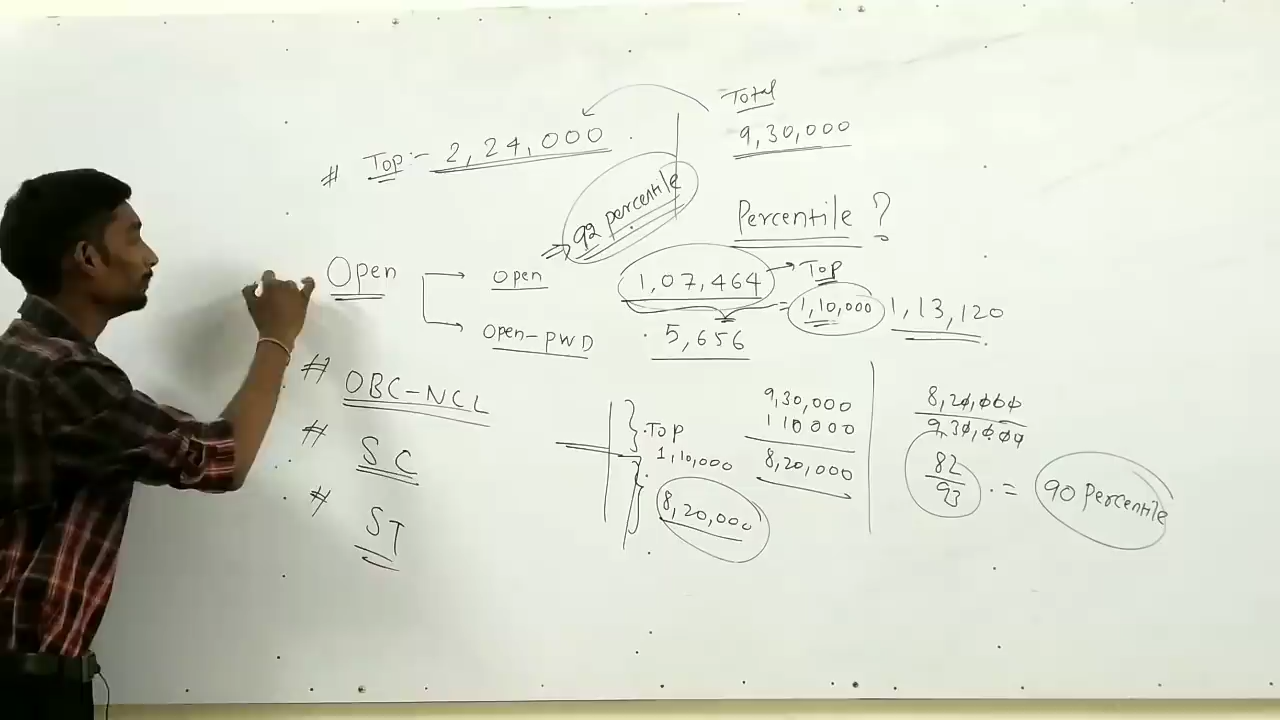 Total
# Top:- 2,24,000
9,30,000
92 percentile
Percentile ?
Open
Open
1,07,464
Top
1,10,000
1,13,120
Open-PWD
5,656
=
# OBC-NCL
# SC
# ST
Top
1,10,000
8,20,000
9,30,000
110000
8,20,000
8,20,000
9,30,000
82
93
= 90 Percentile